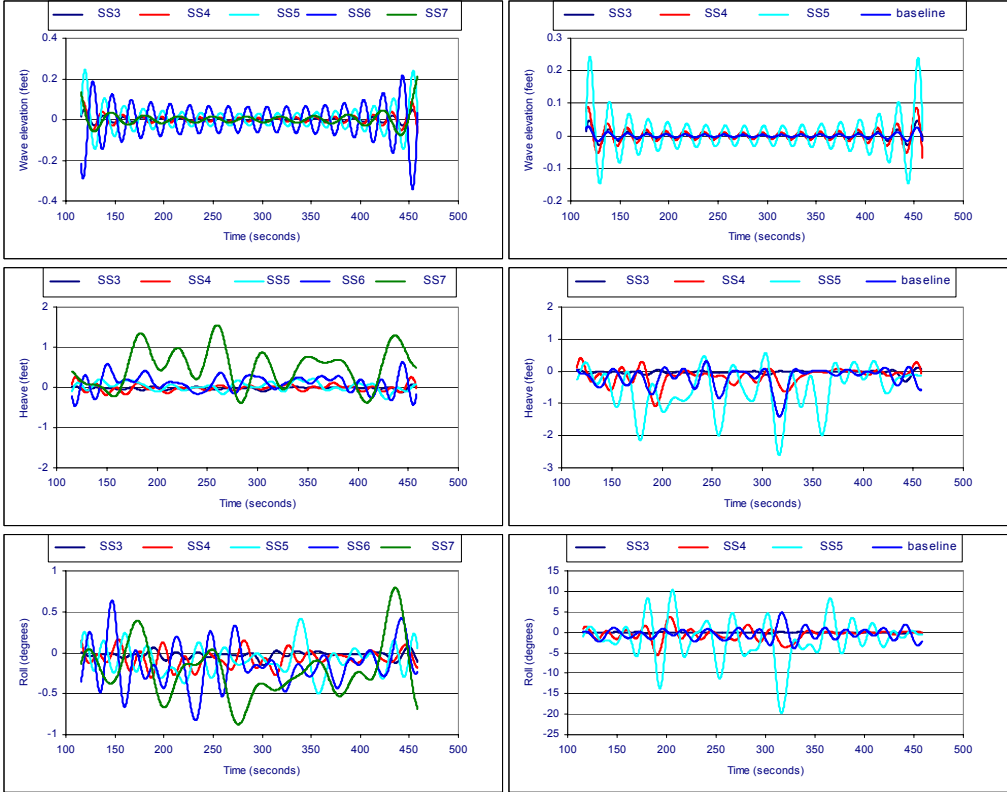 SS3 SS4 SS5 SS6 SS7
0.4
0.2
0
-0.2
-0.4
Wave elevation (feet)
100 150 200 250 300 350 400 450 500
Time (seconds)
SS3 SS4 SS5 baseline
0.3
0.2
0.1
0
-0.1
-0.2
Wave elevation (feet)
100 150 200 250 300 350 400 450 500
Time (seconds)
SS3 SS4 SS5 SS6 SS7
2
1
0
-1
-2
Heave (feet)
100 150 200 250 300 350 400 450 500
Time (seconds)
SS3 SS4 SS5 baseline
2
1
0
-1
-2
-3
Heave (feet)
100 150 200 250 300 350 400 450 500
Time (seconds)
SS3 SS4 SS5 SS6 SS7
1
0.5
0
-0.5
-1
Roll (degrees)
100 150 200 250 300 350 400 450 500
Time (seconds)
SS3 SS4 SS5 baseline
15
10
5
0
-5
-10
-15
-20
-25
Roll (degrees)
100 150 200 250 300 350 400 450 500
Time (seconds)